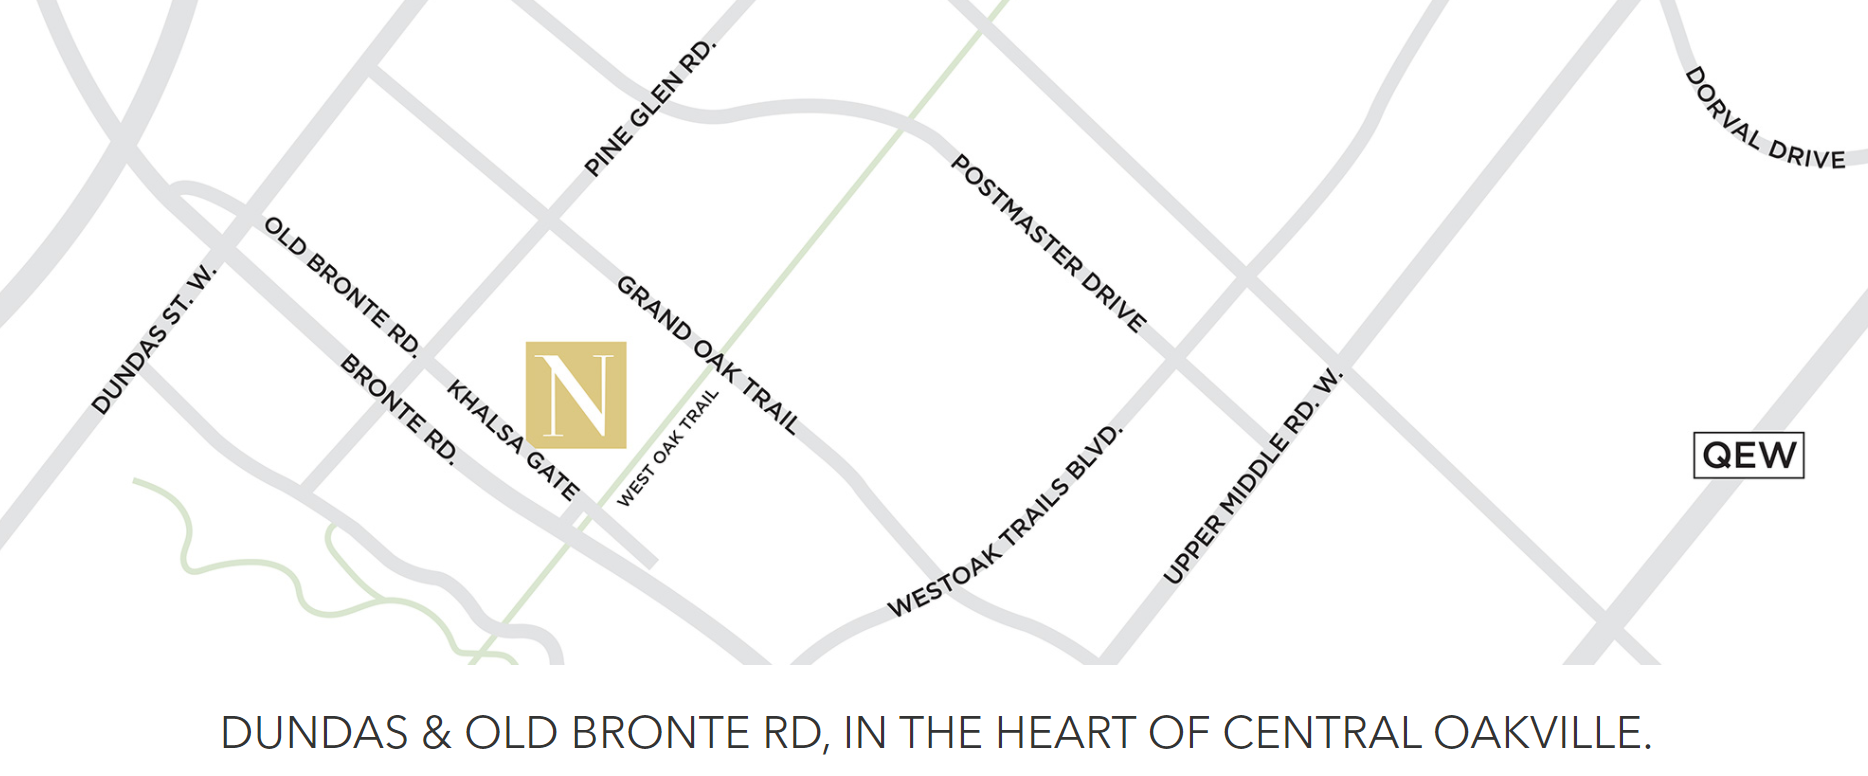 PINE GLEN RD.
DORVAL DRIVE
POSTMASTER DRIVE
OLD BRONTE RD.
DUNDAS ST. W.
GRAND OAK TRAIL
BRONTE RD.
KHALSA GATE
N
WEST OAK TRAIL
UPPER MIDDLE RD. W.
WESTOAK TRAILS BLVD.
QEW
DUNDAS & OLD BRONTE RD, IN THE HEART OF CENTRAL OAKVILLE.